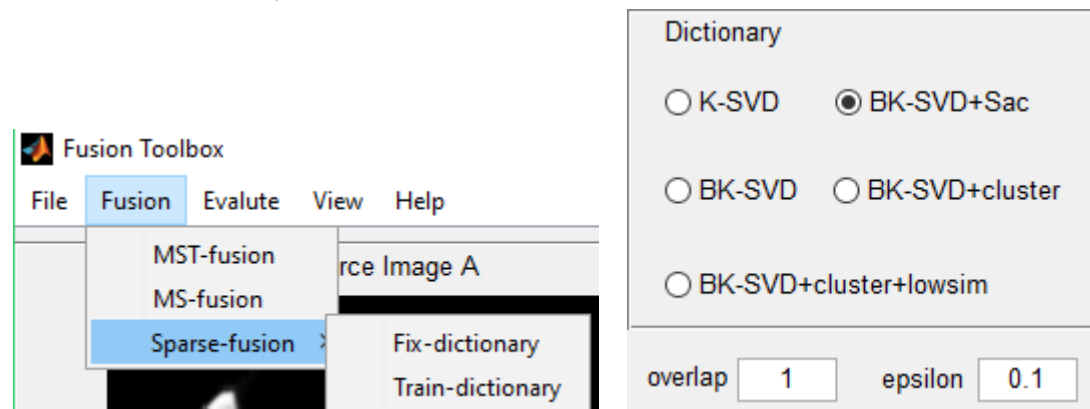 Fusion Toolbox
File Fusion Evalute View Help
MST-fusion
rce Image A
MS-fusion
Sparse-fusion >
Fix-dictionary
Train-dictionary
Dictionary
K-SVD BK-SVD+Sac
BK-SVD BK-SVD+cluster
BK-SVD+cluster+lowsim
overlap 1 epsilon 0.1